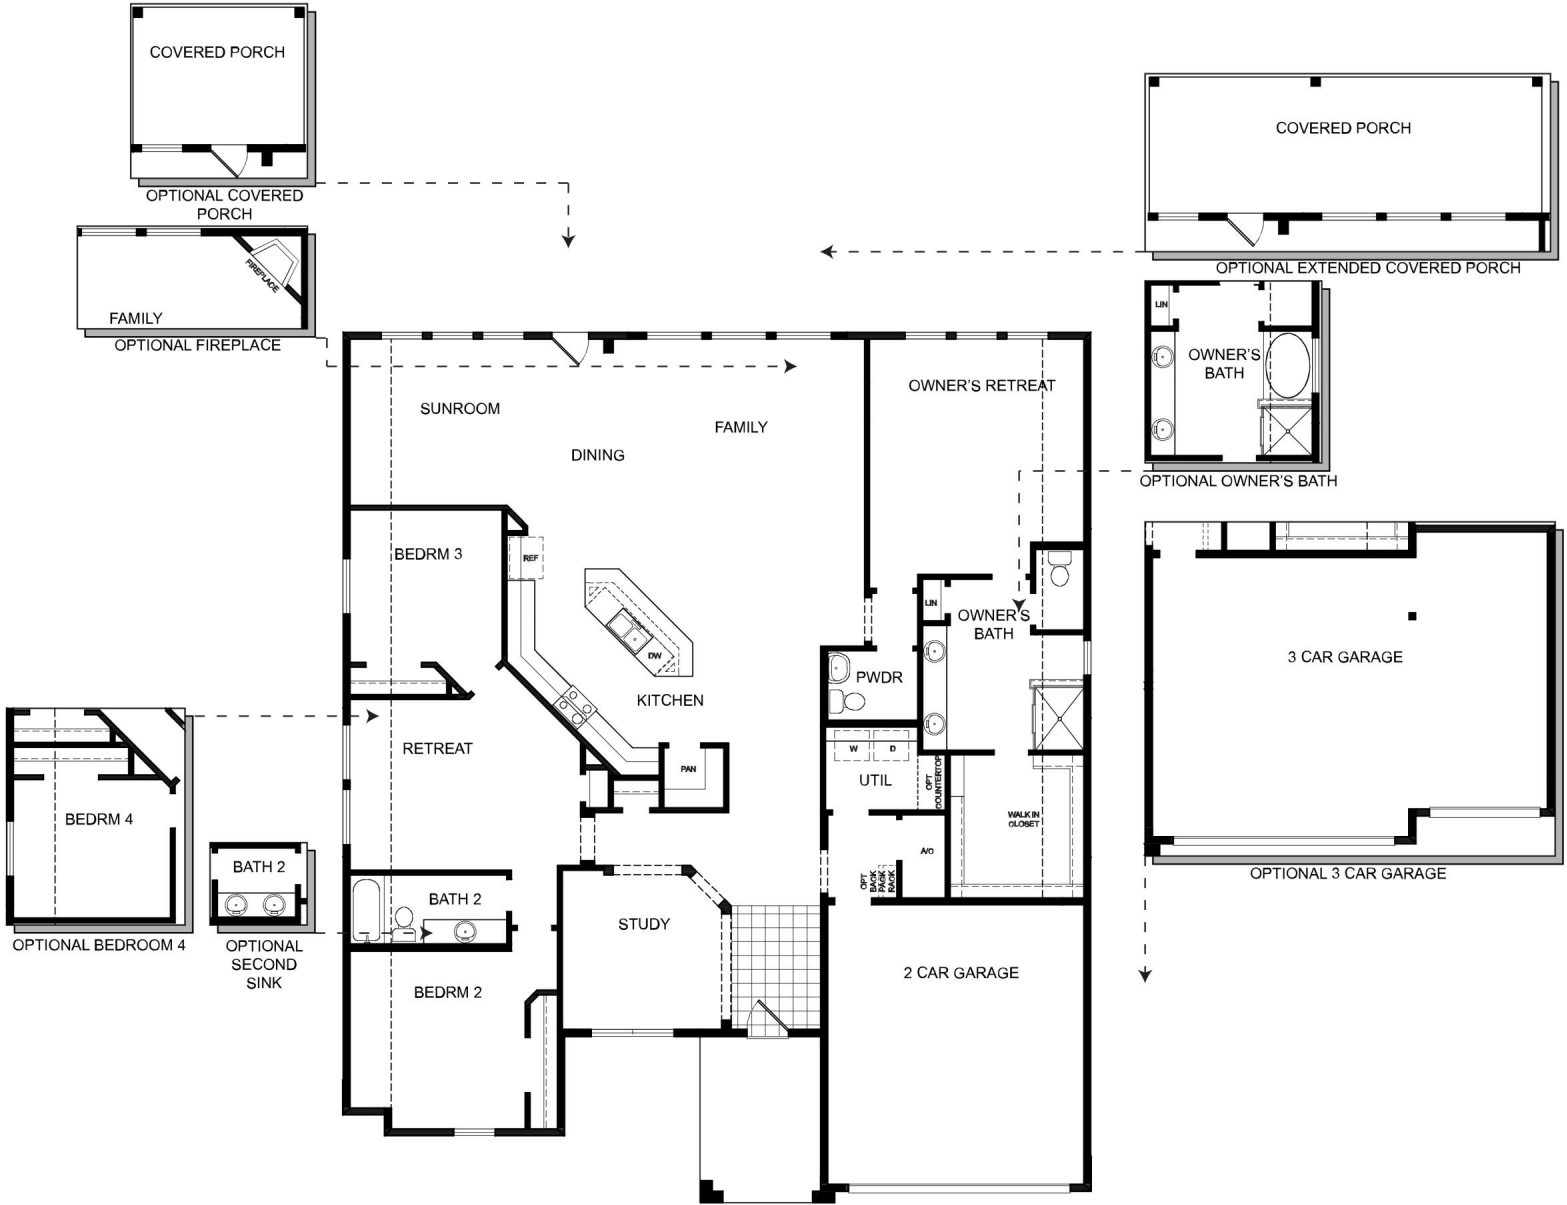 COVERED PORCH
OPTIONAL COVERED
PORCH
FIREPLACE
FAMILY
OPTIONAL FIREPLACE
COVERED PORCH
OPTIONAL EXTENDED COVERED PORCH
LIN
OWNER'S
BATH
OPTIONAL OWNER'S BATH
SUNROOM
DINING
FAMILY
OWNER'S RETREAT
BEDRM 3
REF
DW
KITCHEN
LIN
OWNER'S
BATH
PWDR
3 CAR GARAGE
OPTIONAL 3 CAR GARAGE
RETREAT
PAN
W
D
UTIL
OPT
COUNTERTOP
WALK IN
CLOSET
A/C
OPT
BACK
PACK
RACK
BEDRM 4
OPTIONAL BEDROOM 4
BATH 2
OPTIONAL
SECOND
SINK
BATH 2
STUDY
BEDRM 2
2 CAR GARAGE